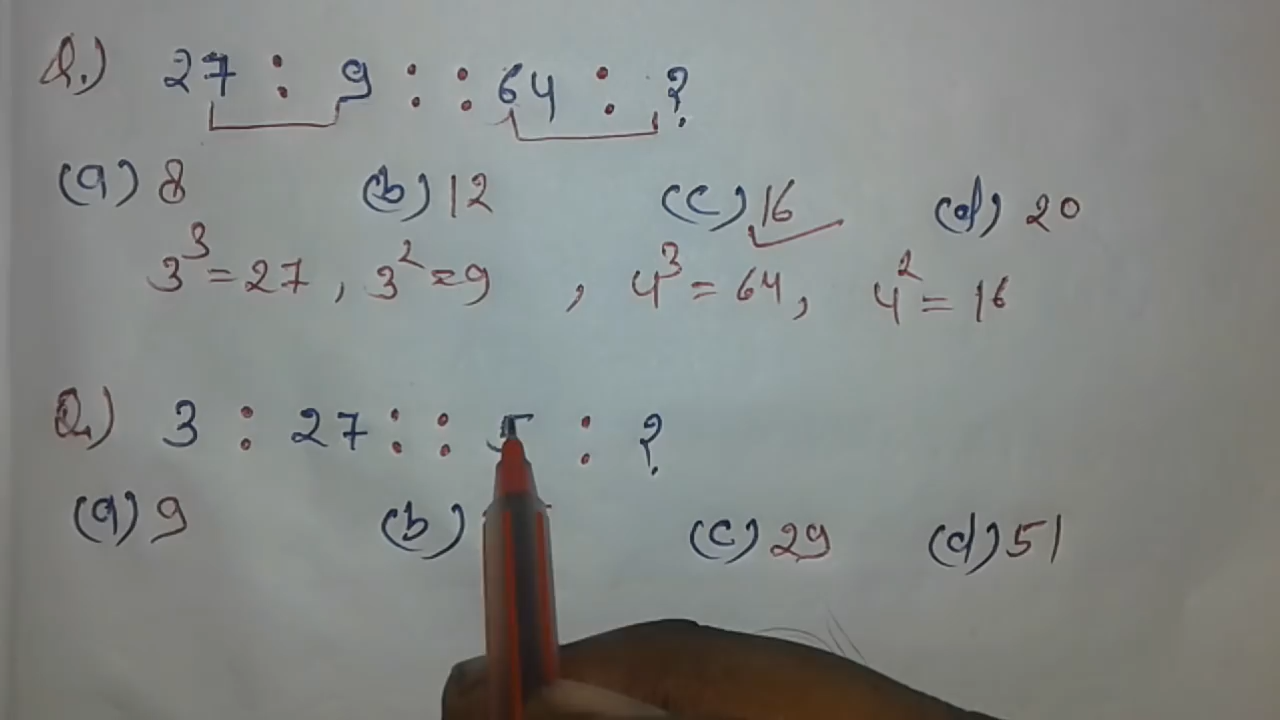 Q.) 27 : 9 : : 64 : ?
(a) 8 (b) 12 (c) 16 (d) 20
3³ = 27 , 3² = 9 , 4³ = 64 , 4² = 16
Q.) 3 : 27 : : 5 : ?
(a) 9 (b) (c) 29 (d) 51